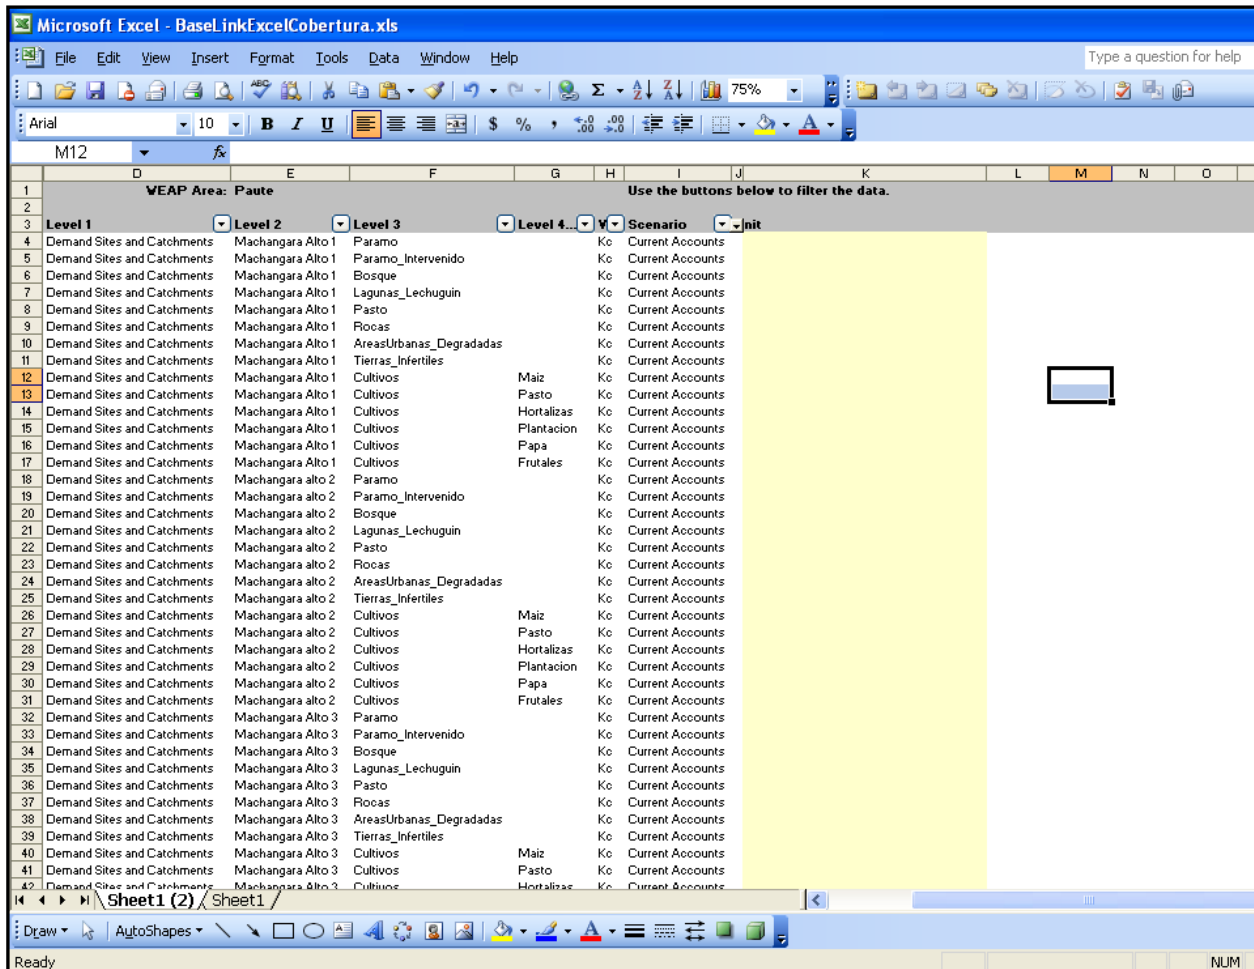 Microsoft Excel - BaseLinkExcelCobertura.xls
File Edit View Insert Format Tools Data Window Help Type a question for help
75%
Arial 10 B I U $ % ,
M12 fx
D E F G H I J K L M N O
1 WEAP Area: Paute Use the buttons below to filter the data.
2
3 Level 1 Level 2 Level 3 Level 4... V Scenario nit
4 Demand Sites and Catchments Machangara Alto 1 Paramo Kc Current Accounts
5 Demand Sites and Catchments Machangara Alto 1 Paramo_Intervenido Kc Current Accounts
6 Demand Sites and Catchments Machangara Alto 1 Bosque Kc Current Accounts
7 Demand Sites and Catchments Machangara Alto 1 Lagunas_Lechuguin Kc Current Accounts
8 Demand Sites and Catchments Machangara Alto 1 Pasto Kc Current Accounts
9 Demand Sites and Catchments Machangara Alto 1 Rocas Kc Current Accounts
10 Demand Sites and Catchments Machangara Alto 1 AreasUrbanas_Degradadas Kc Current Accounts
11 Demand Sites and Catchments Machangara Alto 1 Tierras_Infertiles Kc Current Accounts
12 Demand Sites and Catchments Machangara Alto 1 Cultivos Maiz Kc Current Accounts
13 Demand Sites and Catchments Machangara Alto 1 Cultivos Pasto Kc Current Accounts
14 Demand Sites and Catchments Machangara Alto 1 Cultivos Hortalizas Kc Current Accounts
15 Demand Sites and Catchments Machangara Alto 1 Cultivos Plantacion Kc Current Accounts
16 Demand Sites and Catchments Machangara Alto 1 Cultivos Papa Kc Current Accounts
17 Demand Sites and Catchments Machangara Alto 1 Cultivos Frutales Kc Current Accounts
18 Demand Sites and Catchments Machangara alto 2 Paramo Kc Current Accounts
19 Demand Sites and Catchments Machangara alto 2 Paramo_Intervenido Kc Current Accounts
20 Demand Sites and Catchments Machangara alto 2 Bosque Kc Current Accounts
21 Demand Sites and Catchments Machangara alto 2 Lagunas_Lechuguin Kc Current Accounts
22 Demand Sites and Catchments Machangara alto 2 Pasto Kc Current Accounts
23 Demand Sites and Catchments Machangara alto 2 Rocas Kc Current Accounts
24 Demand Sites and Catchments Machangara alto 2 AreasUrbanas_Degradadas Kc Current Accounts
25 Demand Sites and Catchments Machangara alto 2 Tierras_Infertiles Kc Current Accounts
26 Demand Sites and Catchments Machangara alto 2 Cultivos Maiz Kc Current Accounts
27 Demand Sites and Catchments Machangara alto 2 Cultivos Pasto Kc Current Accounts
28 Demand Sites and Catchments Machangara alto 2 Cultivos Hortalizas Kc Current Accounts
29 Demand Sites and Catchments Machangara alto 2 Cultivos Plantacion Kc Current Accounts
30 Demand Sites and Catchments Machangara alto 2 Cultivos Papa Kc Current Accounts
31 Demand Sites and Catchments Machangara alto 2 Cultivos Frutales Kc Current Accounts
32 Demand Sites and Catchments Machangara Alto 3 Paramo Kc Current Accounts
33 Demand Sites and Catchments Machangara Alto 3 Paramo_Intervenido Kc Current Accounts
34 Demand Sites and Catchments Machangara Alto 3 Bosque Kc Current Accounts
35 Demand Sites and Catchments Machangara Alto 3 Lagunas_Lechuguin Kc Current Accounts
36 Demand Sites and Catchments Machangara Alto 3 Pasto Kc Current Accounts
37 Demand Sites and Catchments Machangara Alto 3 Rocas Kc Current Accounts
38 Demand Sites and Catchments Machangara Alto 3 AreasUrbanas_Degradadas Kc Current Accounts
39 Demand Sites and Catchments Machangara Alto 3 Tierras_Infertiles Kc Current Accounts
40 Demand Sites and Catchments Machangara Alto 3 Cultivos Maiz Kc Current Accounts
41 Demand Sites and Catchments Machangara Alto 3 Cultivos Pasto Kc Current Accounts
42 Demand Sites and Catchments Machangara Alto 3 Cultivos Hortalizas Kc Current Accounts
Sheet1 (2) Sheet1
Draw AutoShapes
Ready NUM